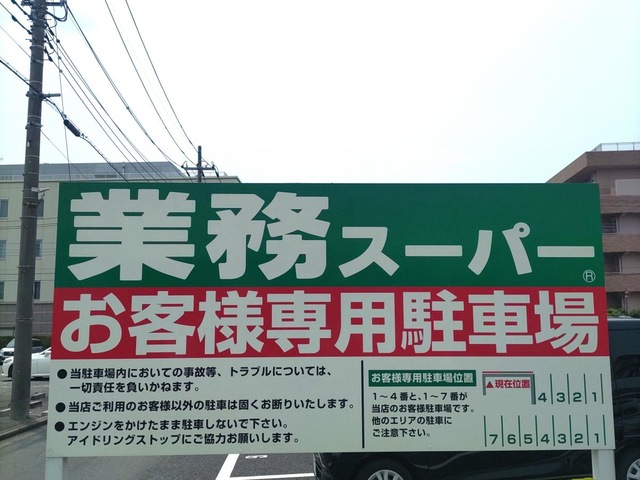 業務スーパー®
お客様専用駐車場
●当駐車場内においての事故等、トラブルについては、
一切責任を負いかねます。
●当店ご利用のお客様以外の駐車は固くお断りいたします。
●エンジンをかけたまま駐車しないで下さい。
アイドリングストップにご協力お願いします。
お客様専用駐車場位置
1〜4番と、1〜7番が
当店のお客様駐車場です。
他のエリアの駐車に
ご注意下さい。
▲現在位置
4 3 2 1
7 6 5 4 3 2 1